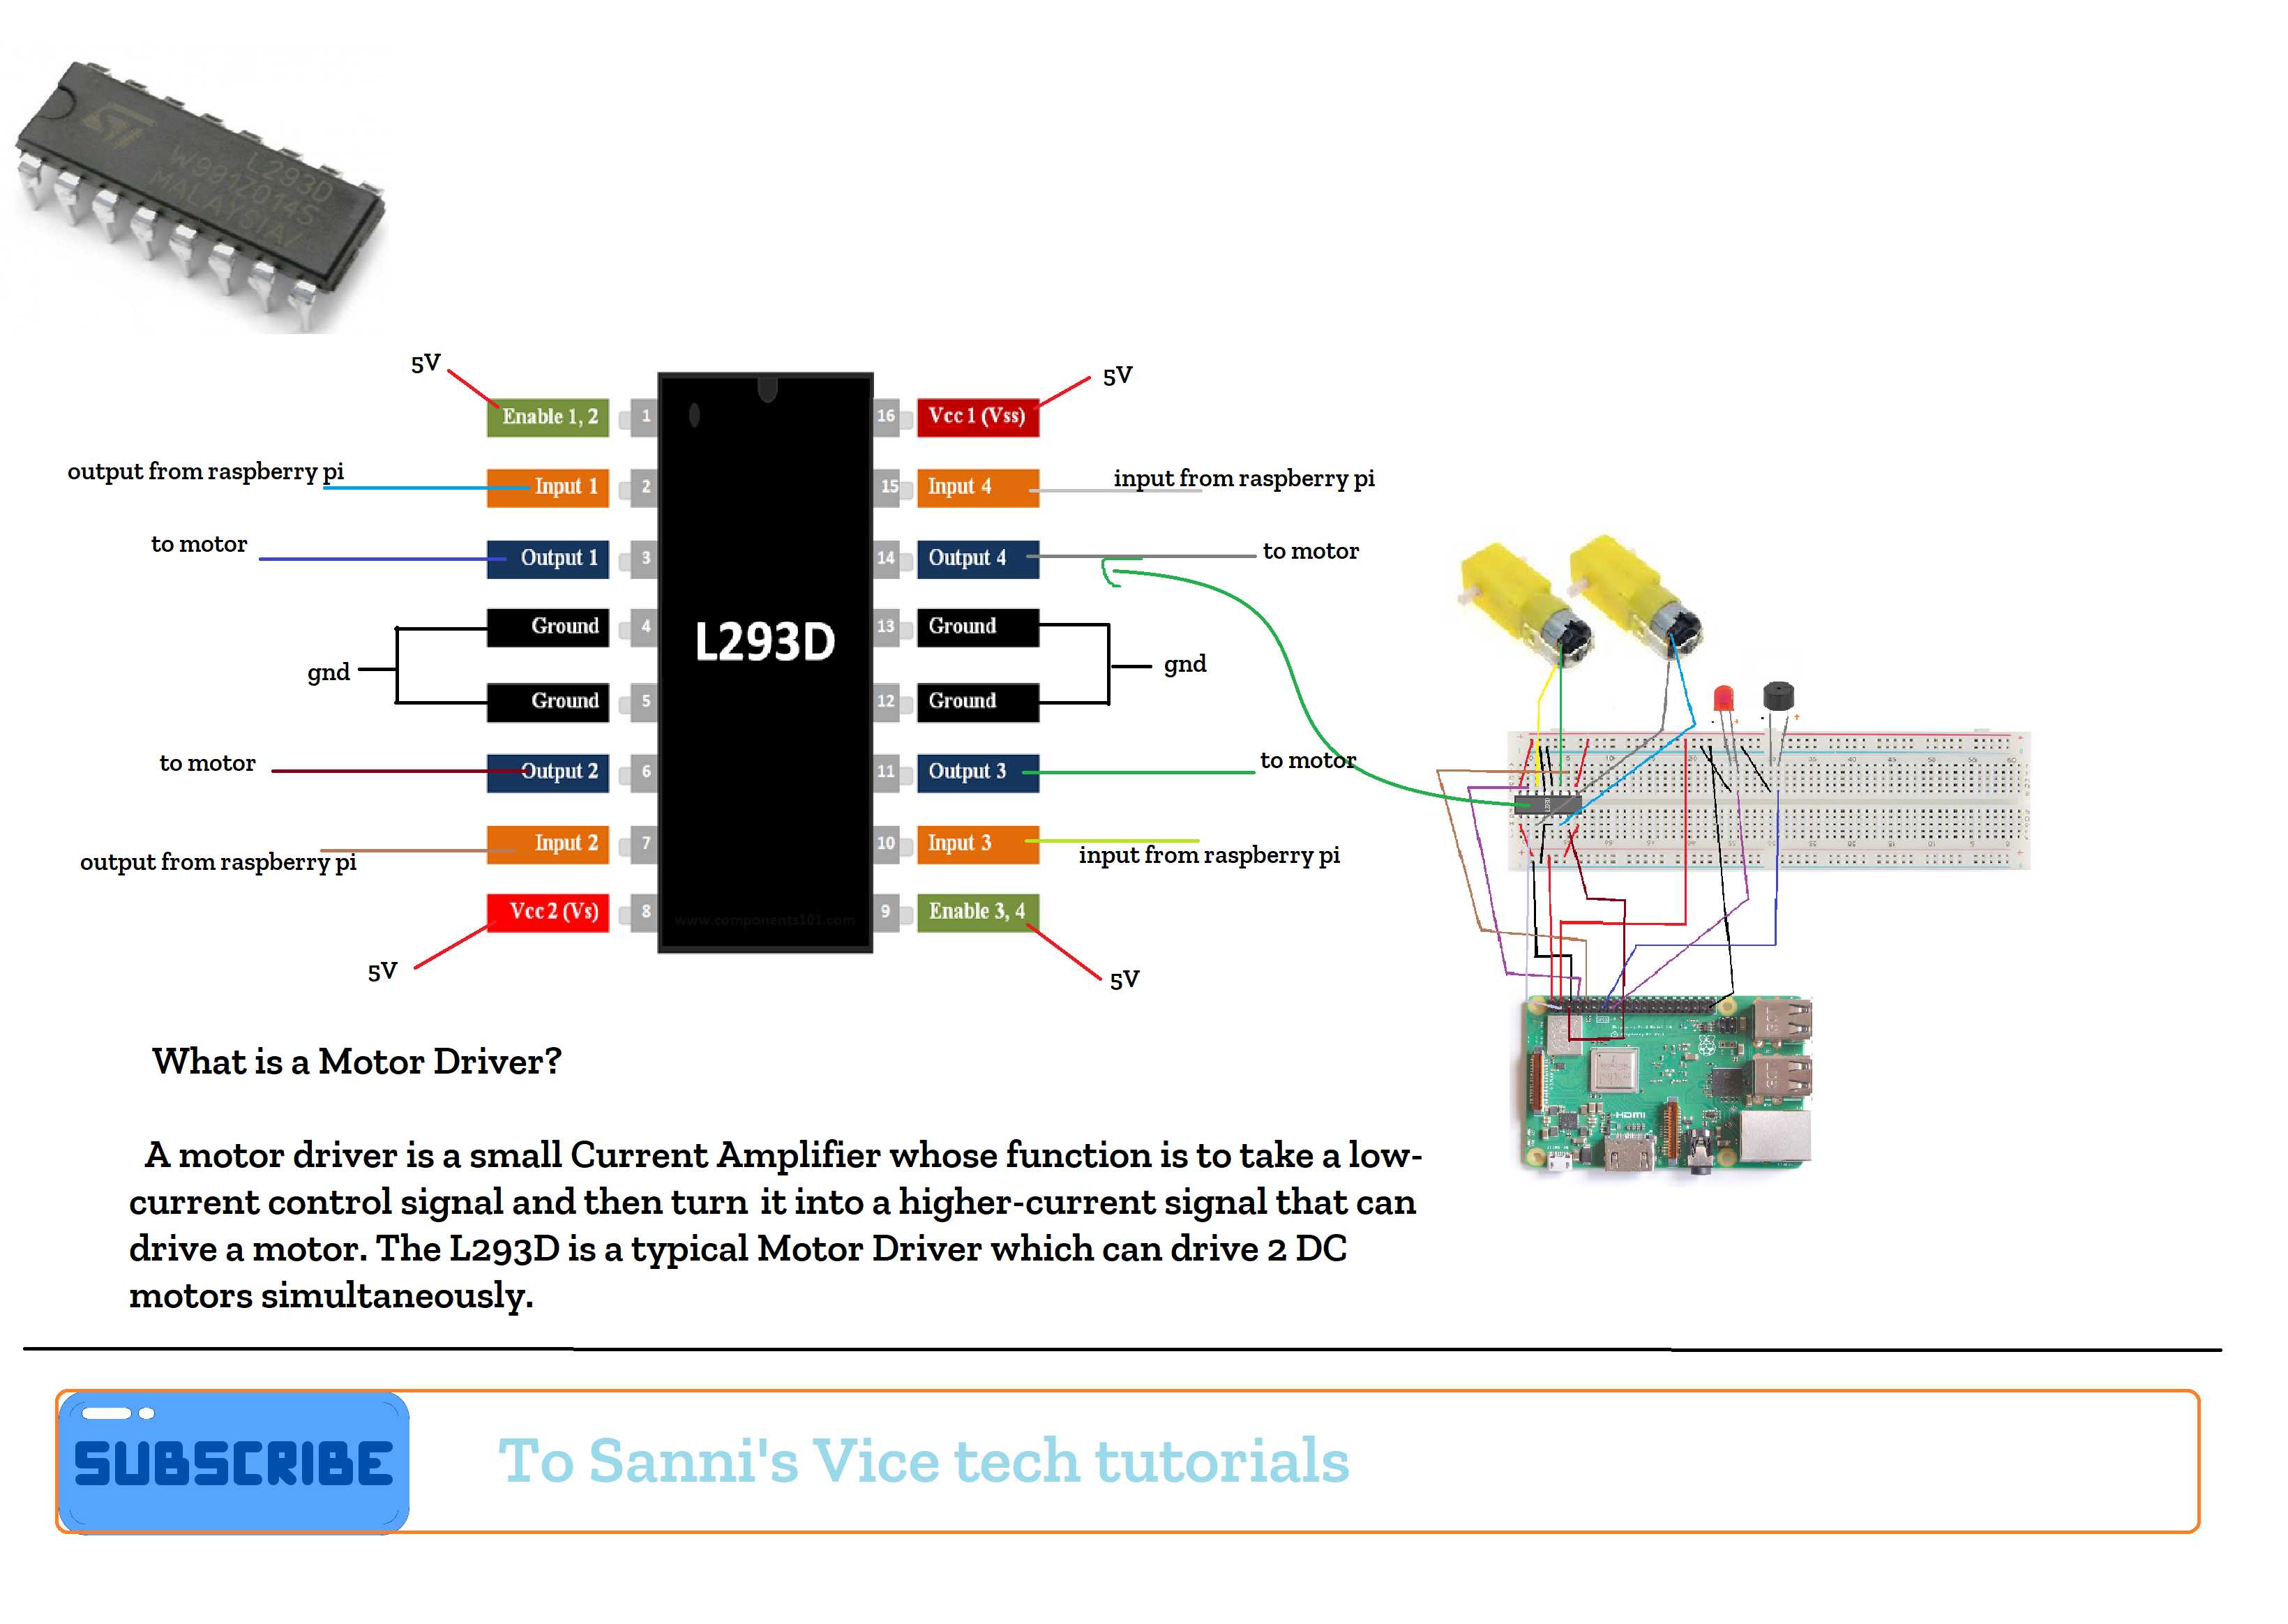 L293D
W991Z0145
MALAYSIA
5V
5V
Enable 1, 2
1
16
Vcc 1 (Vss)
output from raspberry pi
Input 1
2
15
Input 4
input from raspberry pi
to motor
Output 1
3
14
Output 4
to motor
Ground
4
13
Ground
gnd
L293D
gnd
Ground
5
12
Ground
to motor
Output 2
6
11
Output 3
to motor
output from raspberry pi
Input 2
7
10
Input 3
input from raspberry pi
Vcc 2 (Vs)
8
www.components101.com
9
Enable 3, 4
5V
5V
HDMI
What is a Motor Driver?
A motor driver is a small Current Amplifier whose function is to take a low-
current control signal and then turn it into a higher-current signal that can
drive a motor. The L293D is a typical Motor Driver which can drive 2 DC
motors simultaneously.
SUBSCRIBE
To Sanni's Vice tech tutorials